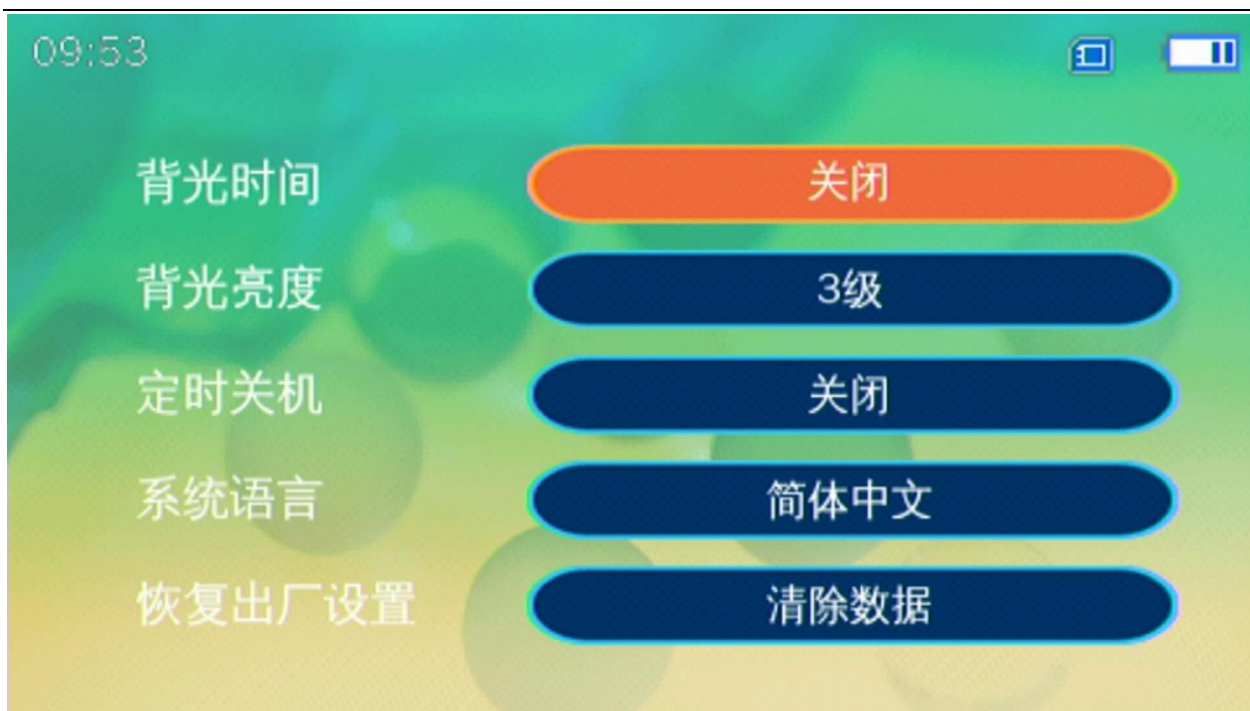 09:53
背光时间 关闭
背光亮度 3级
定时关机 关闭
系统语言 简体中文
恢复出厂设置 清除数据